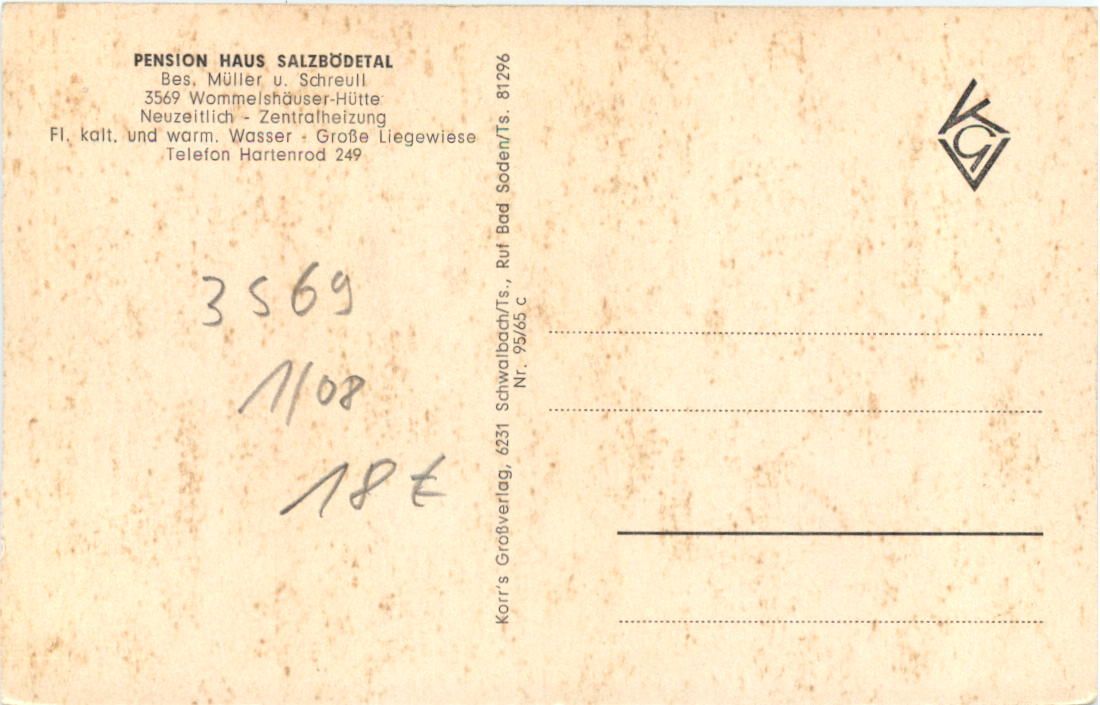 PENSION HAUS SALZBÖDETAL
Bes. Müller u. Schreull
3569 Wommelshäuser-Hütte
Neuzeitlich - Zentralheizung
Fl. kalt. und warm. Wasser - Große Liegewiese
Telefon Hartenrod 249
3569
1/08
18 €
Korr's Großverlag, 6231 Schwalbach/Ts., Ruf Bad Soden/Ts. 81296
Nr. 95/65 c
KGV